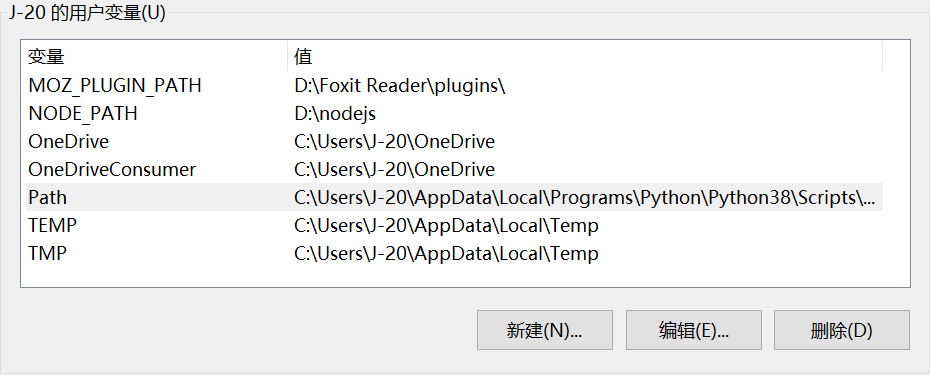 J-20 的用户变量(U)
变量 值
MOZ_PLUGIN_PATH D:\Foxit Reader\plugins\
NODE_PATH D:\nodejs
OneDrive C:\Users\J-20\OneDrive
OneDriveConsumer C:\Users\J-20\OneDrive
Path C:\Users\J-20\AppData\Local\Programs\Python\Python38\Scripts\...
TEMP C:\Users\J-20\AppData\Local\Temp
TMP C:\Users\J-20\AppData\Local\Temp
新建(N)... 编辑(E)... 删除(D)